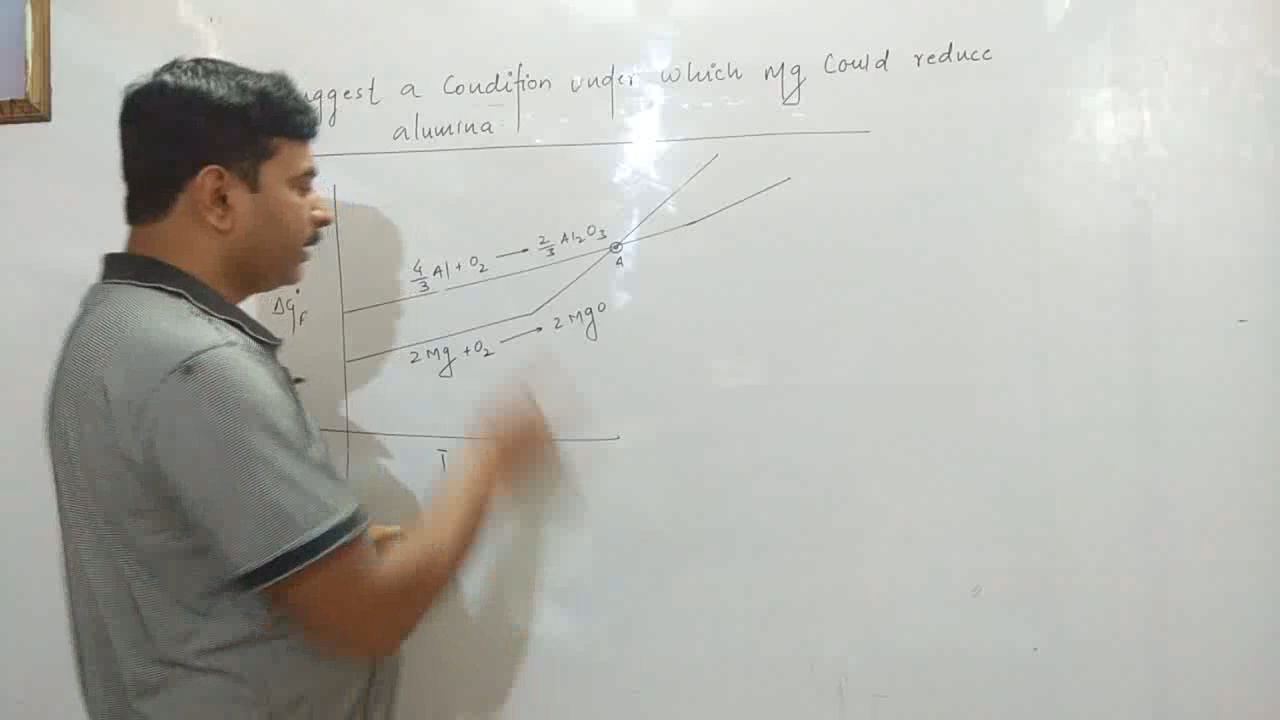 uggest a Condition under which Mg Could reduce
alumina
4/3 Al + O₂ → 2/3 Al₂O₃
A
ΔG°f
2Mg + O₂ → 2MgO
T